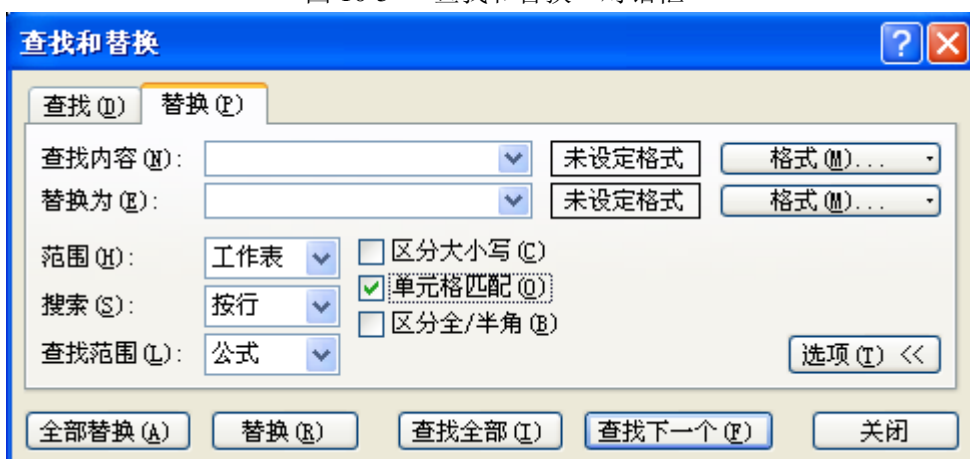 查找和替换
查找(D) 替换(P)
查找内容(N): 未设定格式 格式(M)...
替换为(E): 未设定格式 格式(M)...
范围(H): 工作表 区分大小写(C)
搜索(S): 按行 单元格匹配(O)
区分全/半角(B)
查找范围(L): 公式 选项(T) <<
全部替换(A) 替换(R) 查找全部(I) 查找下一个(F) 关闭